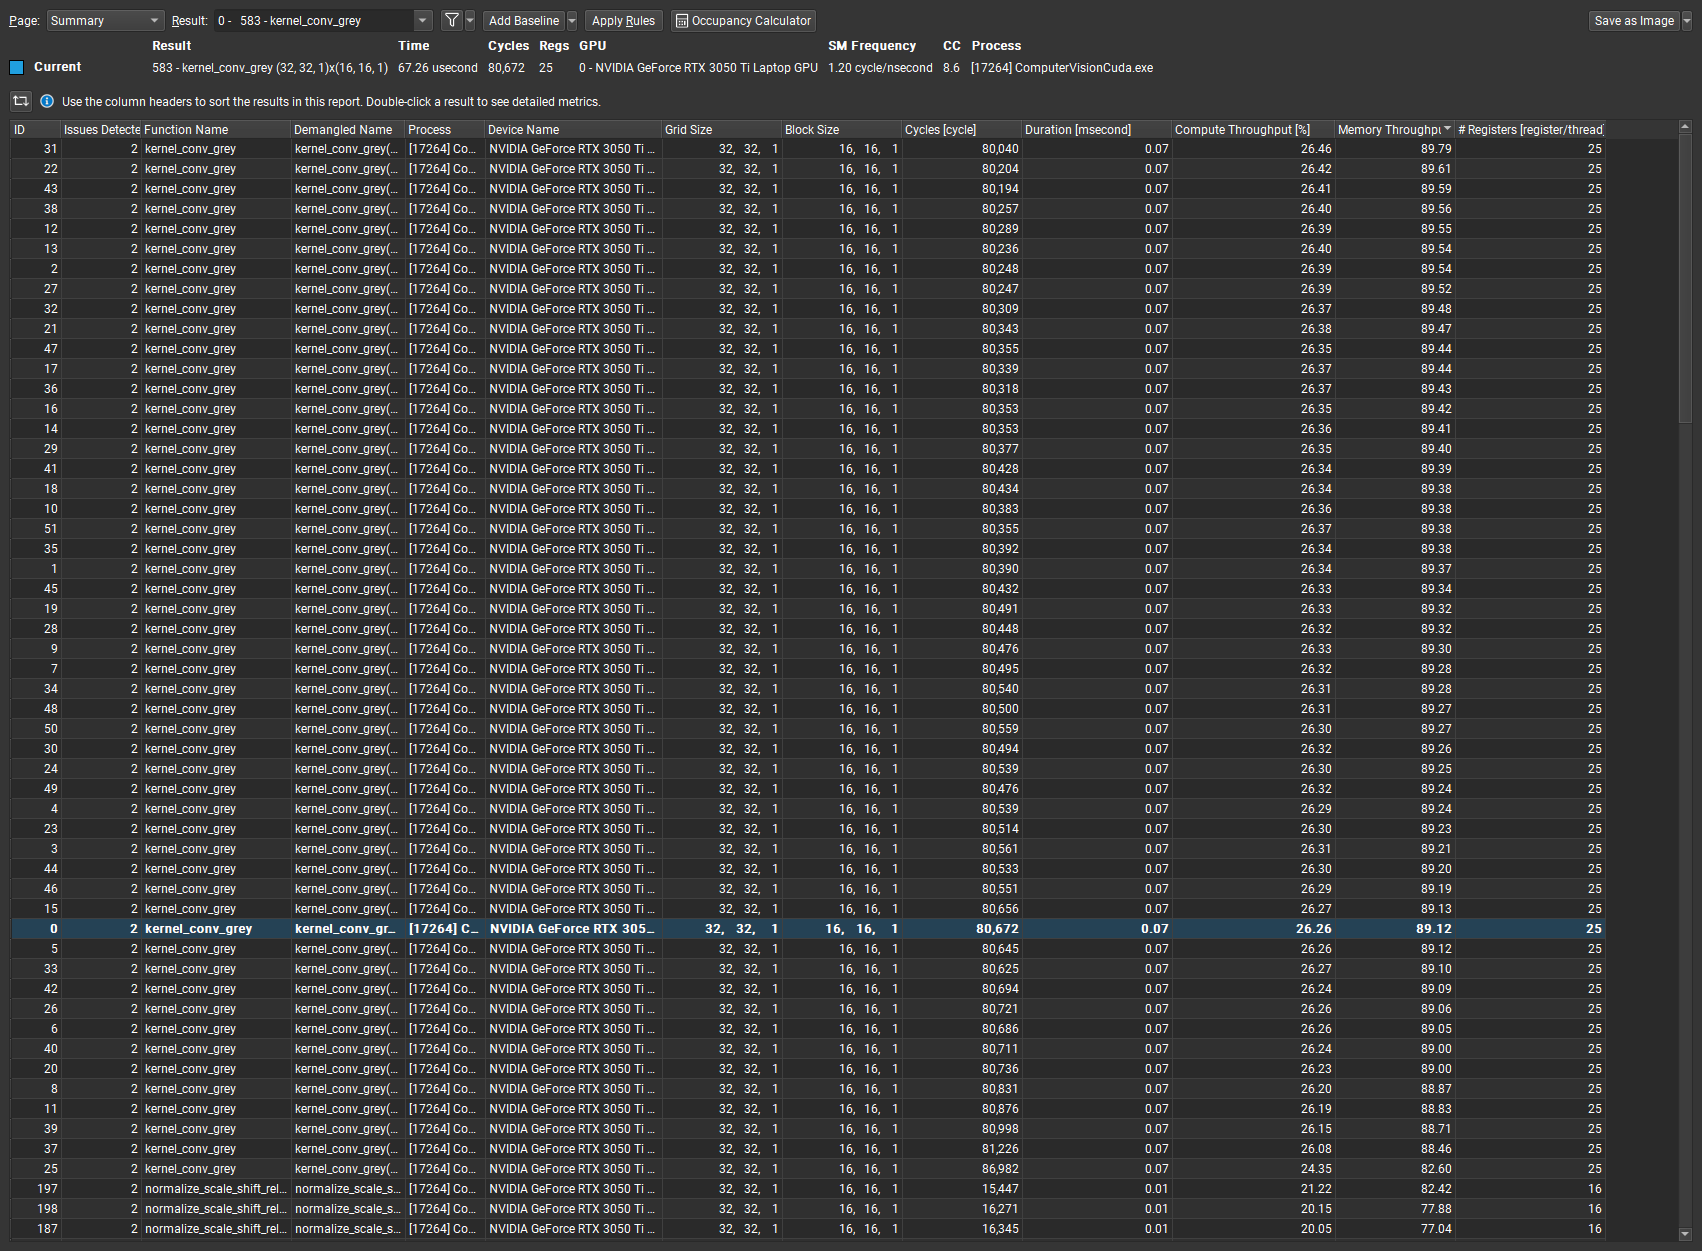 Page: Summary Result: 0 - 583 - kernel_conv_grey Add Baseline Apply Rules Occupancy Calculator Save as Image
Result Time Cycles Regs GPU SM Frequency CC Process
Current 583 - kernel_conv_grey (32, 32, 1)x(16, 16, 1) 67.26 usecond 80,672 25 0 - NVIDIA GeForce RTX 3050 Ti Laptop GPU 1.20 cycle/nsecond 8.6 [17264] ComputerVisionCuda.exe
Use the column headers to sort the results in this report. Double-click a result to see detailed metrics.
ID Issues Detecte Function Name Demangled Name Process Device Name Grid Size Block Size Cycles [cycle] Duration [msecond] Compute Throughput [%] Memory Throughpu # Registers [register/thread]
31 2 kernel_conv_grey kernel_conv_grey(... [17264] Co... NVIDIA GeForce RTX 3050 Ti ... 32, 32, 1 16, 16, 1 80,040 0.07 26.46 89.79 25
22 2 kernel_conv_grey kernel_conv_grey(... [17264] Co... NVIDIA GeForce RTX 3050 Ti ... 32, 32, 1 16, 16, 1 80,204 0.07 26.42 89.61 25
43 2 kernel_conv_grey kernel_conv_grey(... [17264] Co... NVIDIA GeForce RTX 3050 Ti ... 32, 32, 1 16, 16, 1 80,194 0.07 26.41 89.59 25
38 2 kernel_conv_grey kernel_conv_grey(... [17264] Co... NVIDIA GeForce RTX 3050 Ti ... 32, 32, 1 16, 16, 1 80,257 0.07 26.40 89.56 25
12 2 kernel_conv_grey kernel_conv_grey(... [17264] Co... NVIDIA GeForce RTX 3050 Ti ... 32, 32, 1 16, 16, 1 80,289 0.07 26.39 89.55 25
13 2 kernel_conv_grey kernel_conv_grey(... [17264] Co... NVIDIA GeForce RTX 3050 Ti ... 32, 32, 1 16, 16, 1 80,236 0.07 26.40 89.54 25
2 2 kernel_conv_grey kernel_conv_grey(... [17264] Co... NVIDIA GeForce RTX 3050 Ti ... 32, 32, 1 16, 16, 1 80,248 0.07 26.39 89.54 25
27 2 kernel_conv_grey kernel_conv_grey(... [17264] Co... NVIDIA GeForce RTX 3050 Ti ... 32, 32, 1 16, 16, 1 80,247 0.07 26.39 89.52 25
32 2 kernel_conv_grey kernel_conv_grey(... [17264] Co... NVIDIA GeForce RTX 3050 Ti ... 32, 32, 1 16, 16, 1 80,309 0.07 26.37 89.48 25
21 2 kernel_conv_grey kernel_conv_grey(... [17264] Co... NVIDIA GeForce RTX 3050 Ti ... 32, 32, 1 16, 16, 1 80,343 0.07 26.38 89.47 25
47 2 kernel_conv_grey kernel_conv_grey(... [17264] Co... NVIDIA GeForce RTX 3050 Ti ... 32, 32, 1 16, 16, 1 80,355 0.07 26.35 89.44 25
17 2 kernel_conv_grey kernel_conv_grey(... [17264] Co... NVIDIA GeForce RTX 3050 Ti ... 32, 32, 1 16, 16, 1 80,339 0.07 26.37 89.44 25
36 2 kernel_conv_grey kernel_conv_grey(... [17264] Co... NVIDIA GeForce RTX 3050 Ti ... 32, 32, 1 16, 16, 1 80,318 0.07 26.37 89.43 25
16 2 kernel_conv_grey kernel_conv_grey(... [17264] Co... NVIDIA GeForce RTX 3050 Ti ... 32, 32, 1 16, 16, 1 80,353 0.07 26.35 89.42 25
14 2 kernel_conv_grey kernel_conv_grey(... [17264] Co... NVIDIA GeForce RTX 3050 Ti ... 32, 32, 1 16, 16, 1 80,353 0.07 26.36 89.41 25
29 2 kernel_conv_grey kernel_conv_grey(... [17264] Co... NVIDIA GeForce RTX 3050 Ti ... 32, 32, 1 16, 16, 1 80,377 0.07 26.35 89.40 25
41 2 kernel_conv_grey kernel_conv_grey(... [17264] Co... NVIDIA GeForce RTX 3050 Ti ... 32, 32, 1 16, 16, 1 80,428 0.07 26.34 89.39 25
18 2 kernel_conv_grey kernel_conv_grey(... [17264] Co... NVIDIA GeForce RTX 3050 Ti ... 32, 32, 1 16, 16, 1 80,434 0.07 26.34 89.38 25
10 2 kernel_conv_grey kernel_conv_grey(... [17264] Co... NVIDIA GeForce RTX 3050 Ti ... 32, 32, 1 16, 16, 1 80,383 0.07 26.36 89.38 25
51 2 kernel_conv_grey kernel_conv_grey(... [17264] Co... NVIDIA GeForce RTX 3050 Ti ... 32, 32, 1 16, 16, 1 80,355 0.07 26.37 89.38 25
35 2 kernel_conv_grey kernel_conv_grey(... [17264] Co... NVIDIA GeForce RTX 3050 Ti ... 32, 32, 1 16, 16, 1 80,392 0.07 26.34 89.38 25
1 2 kernel_conv_grey kernel_conv_grey(... [17264] Co... NVIDIA GeForce RTX 3050 Ti ... 32, 32, 1 16, 16, 1 80,390 0.07 26.34 89.37 25
45 2 kernel_conv_grey kernel_conv_grey(... [17264] Co... NVIDIA GeForce RTX 3050 Ti ... 32, 32, 1 16, 16, 1 80,432 0.07 26.33 89.34 25
19 2 kernel_conv_grey kernel_conv_grey(... [17264] Co... NVIDIA GeForce RTX 3050 Ti ... 32, 32, 1 16, 16, 1 80,491 0.07 26.33 89.32 25
28 2 kernel_conv_grey kernel_conv_grey(... [17264] Co... NVIDIA GeForce RTX 3050 Ti ... 32, 32, 1 16, 16, 1 80,448 0.07 26.32 89.32 25
9 2 kernel_conv_grey kernel_conv_grey(... [17264] Co... NVIDIA GeForce RTX 3050 Ti ... 32, 32, 1 16, 16, 1 80,476 0.07 26.33 89.30 25
7 2 kernel_conv_grey kernel_conv_grey(... [17264] Co... NVIDIA GeForce RTX 3050 Ti ... 32, 32, 1 16, 16, 1 80,495 0.07 26.32 89.28 25
34 2 kernel_conv_grey kernel_conv_grey(... [17264] Co... NVIDIA GeForce RTX 3050 Ti ... 32, 32, 1 16, 16, 1 80,540 0.07 26.31 89.28 25
48 2 kernel_conv_grey kernel_conv_grey(... [17264] Co... NVIDIA GeForce RTX 3050 Ti ... 32, 32, 1 16, 16, 1 80,500 0.07 26.31 89.27 25
50 2 kernel_conv_grey kernel_conv_grey(... [17264] Co... NVIDIA GeForce RTX 3050 Ti ... 32, 32, 1 16, 16, 1 80,559 0.07 26.30 89.27 25
30 2 kernel_conv_grey kernel_conv_grey(... [17264] Co... NVIDIA GeForce RTX 3050 Ti ... 32, 32, 1 16, 16, 1 80,494 0.07 26.32 89.26 25
24 2 kernel_conv_grey kernel_conv_grey(... [17264] Co... NVIDIA GeForce RTX 3050 Ti ... 32, 32, 1 16, 16, 1 80,539 0.07 26.30 89.25 25
49 2 kernel_conv_grey kernel_conv_grey(... [17264] Co... NVIDIA GeForce RTX 3050 Ti ... 32, 32, 1 16, 16, 1 80,476 0.07 26.32 89.24 25
4 2 kernel_conv_grey kernel_conv_grey(... [17264] Co... NVIDIA GeForce RTX 3050 Ti ... 32, 32, 1 16, 16, 1 80,539 0.07 26.29 89.24 25
23 2 kernel_conv_grey kernel_conv_grey(... [17264] Co... NVIDIA GeForce RTX 3050 Ti ... 32, 32, 1 16, 16, 1 80,514 0.07 26.30 89.23 25
3 2 kernel_conv_grey kernel_conv_grey(... [17264] Co... NVIDIA GeForce RTX 3050 Ti ... 32, 32, 1 16, 16, 1 80,561 0.07 26.31 89.21 25
44 2 kernel_conv_grey kernel_conv_grey(... [17264] Co... NVIDIA GeForce RTX 3050 Ti ... 32, 32, 1 16, 16, 1 80,533 0.07 26.30 89.20 25
46 2 kernel_conv_grey kernel_conv_grey(... [17264] Co... NVIDIA GeForce RTX 3050 Ti ... 32, 32, 1 16, 16, 1 80,551 0.07 26.29 89.19 25
15 2 kernel_conv_grey kernel_conv_grey(... [17264] Co... NVIDIA GeForce RTX 3050 Ti ... 32, 32, 1 16, 16, 1 80,656 0.07 26.27 89.13 25
0 2 kernel_conv_grey kernel_conv_gr... [17264] C... NVIDIA GeForce RTX 305... 32, 32, 1 16, 16, 1 80,672 0.07 26.26 89.12 25
5 2 kernel_conv_grey kernel_conv_grey(... [17264] Co... NVIDIA GeForce RTX 3050 Ti ... 32, 32, 1 16, 16, 1 80,645 0.07 26.26 89.12 25
33 2 kernel_conv_grey kernel_conv_grey(... [17264] Co... NVIDIA GeForce RTX 3050 Ti ... 32, 32, 1 16, 16, 1 80,625 0.07 26.27 89.10 25
42 2 kernel_conv_grey kernel_conv_grey(... [17264] Co... NVIDIA GeForce RTX 3050 Ti ... 32, 32, 1 16, 16, 1 80,694 0.07 26.24 89.09 25
26 2 kernel_conv_grey kernel_conv_grey(... [17264] Co... NVIDIA GeForce RTX 3050 Ti ... 32, 32, 1 16, 16, 1 80,721 0.07 26.26 89.06 25
6 2 kernel_conv_grey kernel_conv_grey(... [17264] Co... NVIDIA GeForce RTX 3050 Ti ... 32, 32, 1 16, 16, 1 80,686 0.07 26.26 89.05 25
40 2 kernel_conv_grey kernel_conv_grey(... [17264] Co... NVIDIA GeForce RTX 3050 Ti ... 32, 32, 1 16, 16, 1 80,711 0.07 26.24 89.00 25
20 2 kernel_conv_grey kernel_conv_grey(... [17264] Co... NVIDIA GeForce RTX 3050 Ti ... 32, 32, 1 16, 16, 1 80,736 0.07 26.23 89.00 25
8 2 kernel_conv_grey kernel_conv_grey(... [17264] Co... NVIDIA GeForce RTX 3050 Ti ... 32, 32, 1 16, 16, 1 80,831 0.07 26.20 88.87 25
11 2 kernel_conv_grey kernel_conv_grey(... [17264] Co... NVIDIA GeForce RTX 3050 Ti ... 32, 32, 1 16, 16, 1 80,876 0.07 26.19 88.83 25
39 2 kernel_conv_grey kernel_conv_grey(... [17264] Co... NVIDIA GeForce RTX 3050 Ti ... 32, 32, 1 16, 16, 1 80,998 0.07 26.15 88.71 25
37 2 kernel_conv_grey kernel_conv_grey(... [17264] Co... NVIDIA GeForce RTX 3050 Ti ... 32, 32, 1 16, 16, 1 81,226 0.07 26.08 88.46 25
25 2 kernel_conv_grey kernel_conv_grey(... [17264] Co... NVIDIA GeForce RTX 3050 Ti ... 32, 32, 1 16, 16, 1 86,982 0.07 24.35 82.60 25
197 2 normalize_scale_shift_rel... normalize_scale_s... [17264] Co... NVIDIA GeForce RTX 3050 Ti ... 32, 32, 1 16, 16, 1 15,447 0.01 21.22 82.42 16
198 2 normalize_scale_shift_rel... normalize_scale_s... [17264] Co... NVIDIA GeForce RTX 3050 Ti ... 32, 32, 1 16, 16, 1 16,271 0.01 20.15 77.88 16
187 2 normalize_scale_shift_rel... normalize_scale_s... [17264] Co... NVIDIA GeForce RTX 3050 Ti ... 32, 32, 1 16, 16, 1 16,345 0.01 20.05 77.04 16